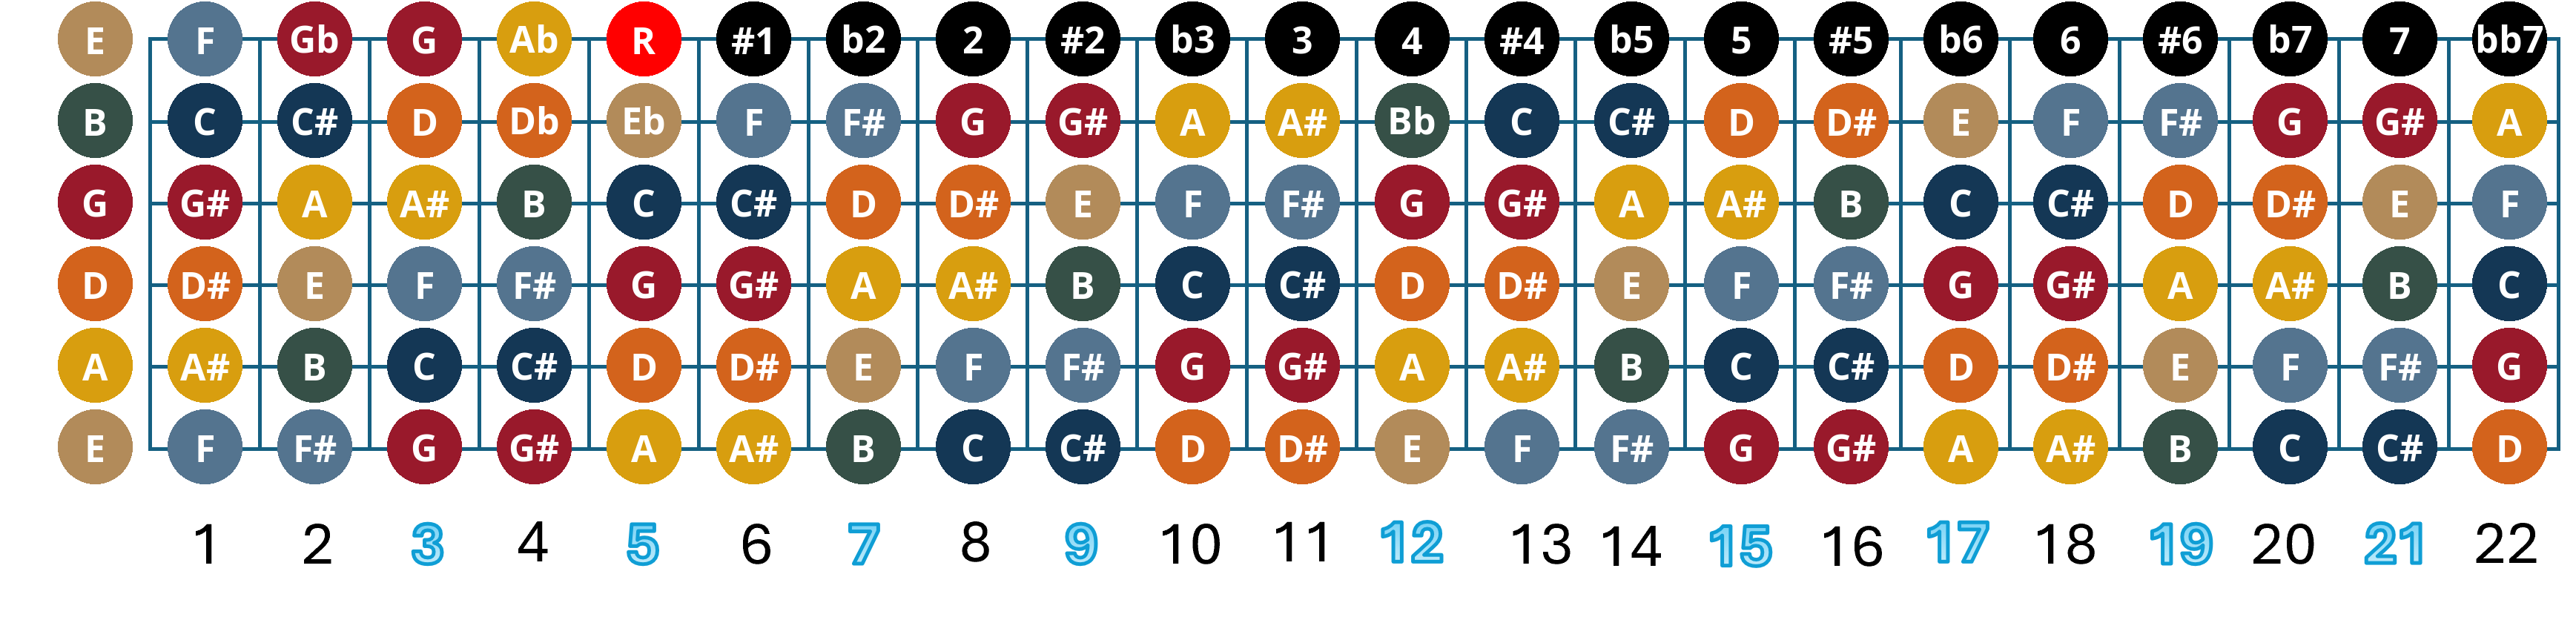 E F Gb G Ab R #1 b2 2 #2 b3 3 4 #4 b5 5 #5 b6 6 #6 b7 7 bb7
B C C# D Db Eb F F# G G# A A# Bb C C# D D# E F F# G G# A
G G# A A# B C C# D D# E F F# G G# A A# B C C# D D# E F
D D# E F F# G G# A A# B C C# D D# E F F# G G# A A# B C
A A# B C C# D D# E F F# G G# A A# B C C# D D# E F F# G
E F F# G G# A A# B C C# D D# E F F# G G# A A# B C C# D
1 2 3 4 5 6 7 8 9 10 11 12 13 14 15 16 17 18 19 20 21 22